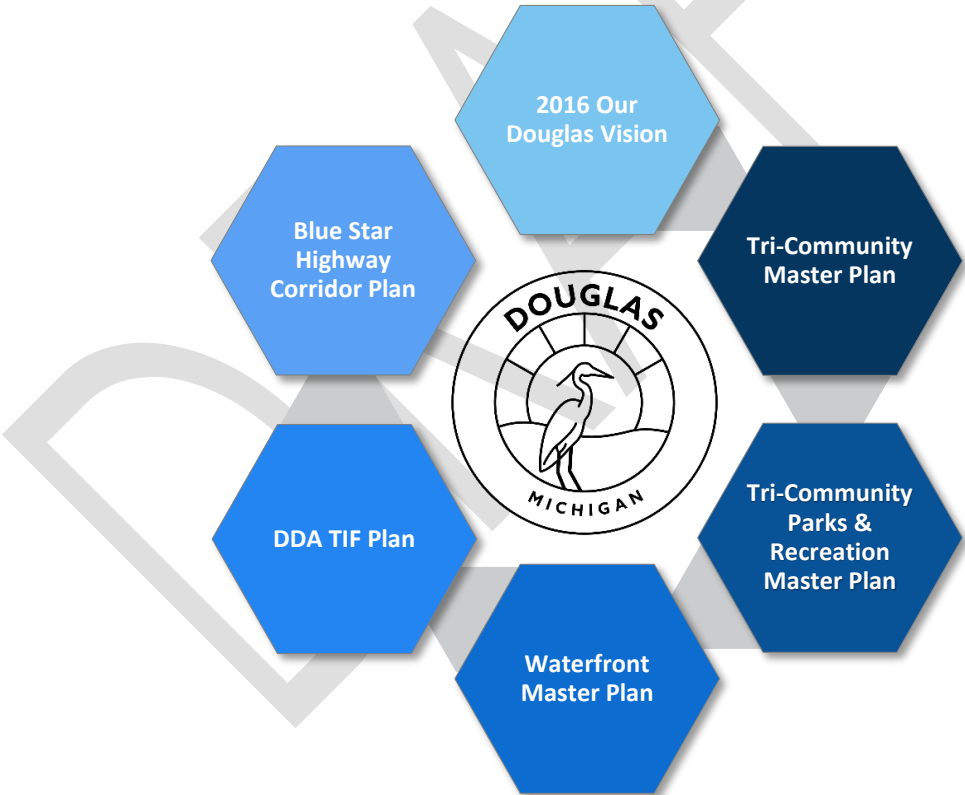 2016 Our
Douglas Vision
Tri-Community
Master Plan
Tri-Community
Parks &
Recreation
Master Plan
Waterfront
Master Plan
DDA TIF Plan
Blue Star
Highway
Corridor Plan
DOUGLAS
MICHIGAN